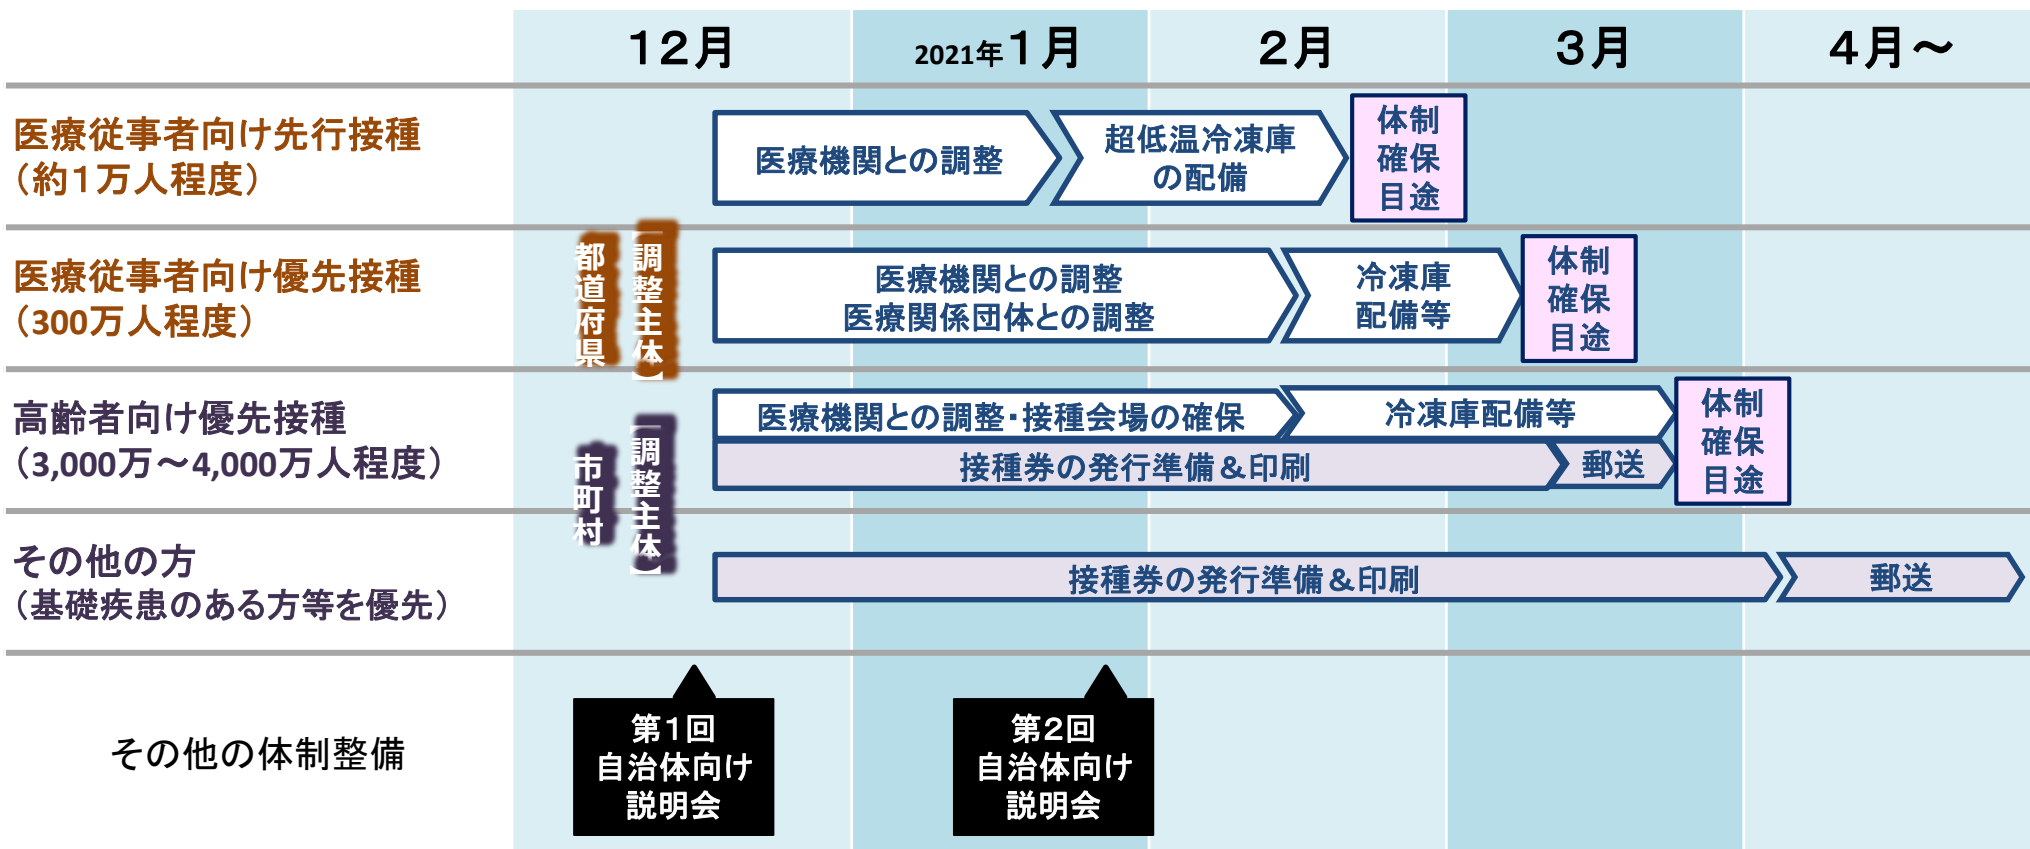 12月
2021年1月
2月
3月
4月～
医療従事者向け先行接種
（約1万人程度）
医療機関との調整
超低温冷凍庫
の配備
体制
確保
目途
医療従事者向け優先接種
（300万人程度）
【調整主体】
都道府県
医療機関との調整
医療関係団体との調整
冷凍庫
配備等
体制
確保
目途
高齢者向け優先接種
（3,000万～4,000万人程度）
【調整主体】
市町村
医療機関との調整・接種会場の確保
冷凍庫配備等
接種券の発行準備＆印刷
郵送
体制
確保
目途
その他の方
（基礎疾患のある方等を優先）
接種券の発行準備＆印刷
郵送
その他の体制整備
第1回
自治体向け
説明会
第2回
自治体向け
説明会